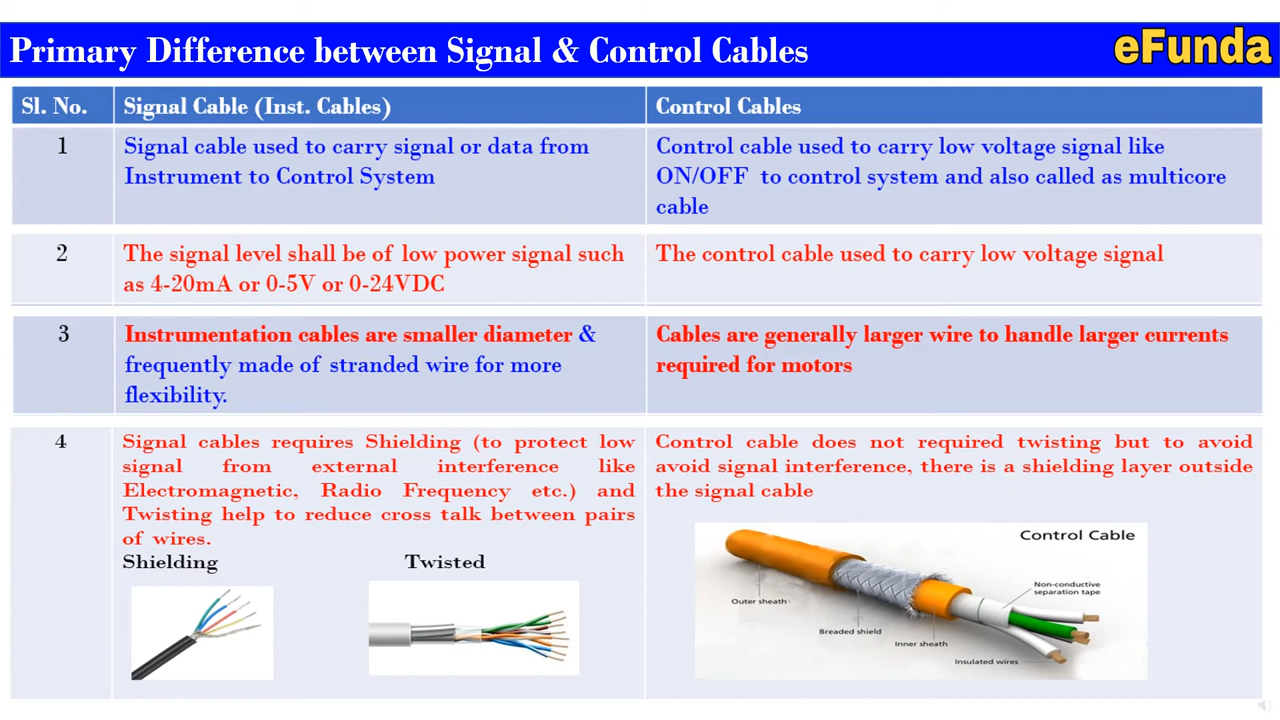 Primary Difference between Signal & Control Cables
eFunda
Sl. No.
Signal Cable (Inst. Cables)
Control Cables
1
Signal cable used to carry signal or data from
Instrument to Control System
Control cable used to carry low voltage signal like
ON/OFF to control system and also called as multicore
cable
2
The signal level shall be of low power signal such
as 4-20mA or 0-5V or 0-24VDC
The control cable used to carry low voltage signal
3
Instrumentation cables are smaller diameter &
frequently made of stranded wire for more
flexibility.
Cables are generally larger wire to handle larger currents
required for motors
4
Signal cables requires Shielding (to protect low
signal from external interference like
Electromagnetic, Radio Frequency etc.) and
Twisting help to reduce cross talk between pairs
of wires.
Shielding
Twisted
Control cable does not required twisting but to avoid
avoid signal interference, there is a shielding layer outside
the signal cable
Control Cable
Non-conductive
separation tape
Outer sheath
Breaded shield
Inner sheath
Insulated wires